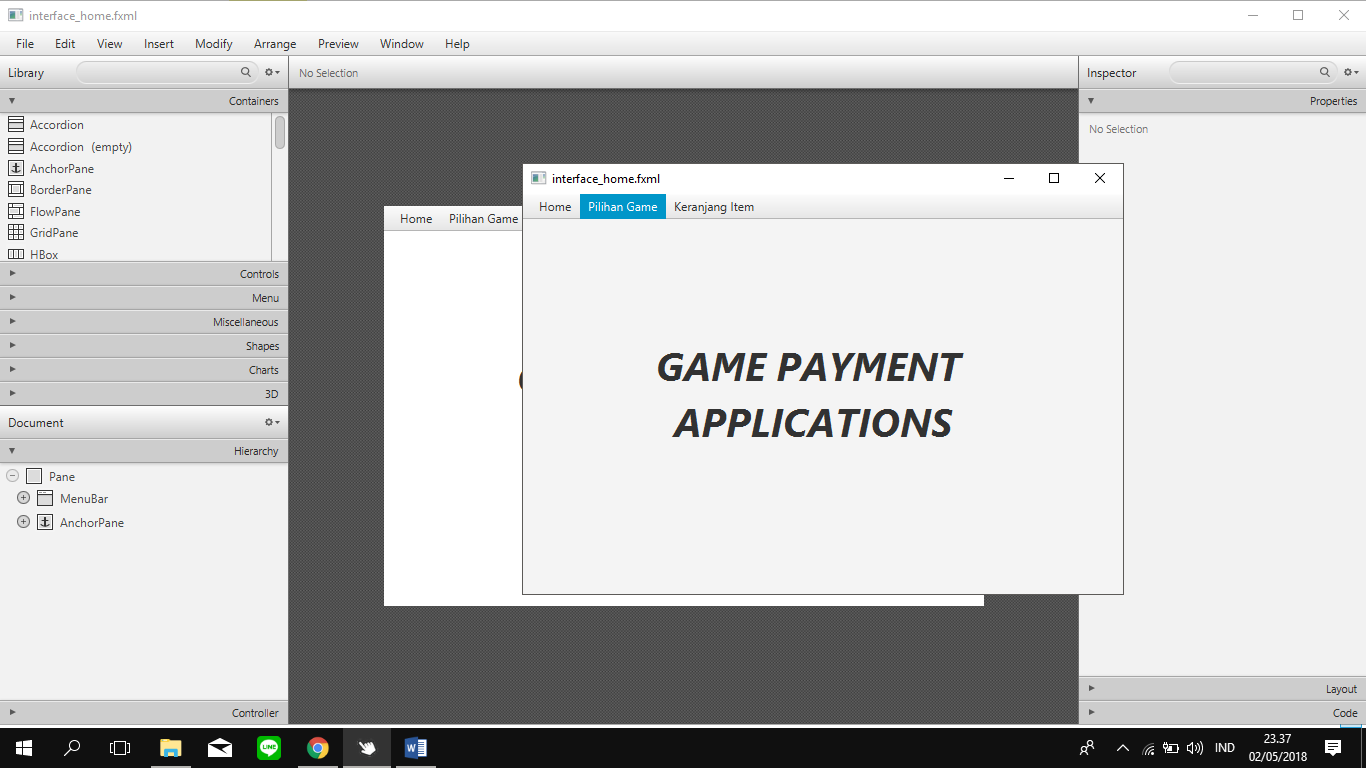 interface_home.fxml
File Edit View Insert Modify Arrange Preview Window Help
Library
No Selection
Inspector
Containers
Properties
Accordion
Accordion (empty)
AnchorPane
BorderPane
FlowPane
GridPane
HBox
Controls
Menu
Miscellaneous
Shapes
Charts
3D
Document
Hierarchy
Pane
MenuBar
AnchorPane
Controller
Home Pilihan Game
interface_home.fxml
Home Pilihan Game Keranjang Item
GAME PAYMENT
APPLICATIONS
No Selection
Layout
Code
LINE
W
IND
23.37
02/05/2018